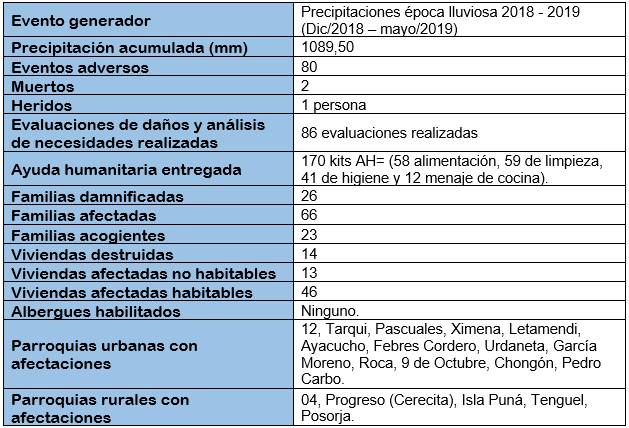 Evento generador
Precipitaciones época lluviosa 2018 - 2019
(Dic/2018 – mayo/2019)
Precipitación acumulada (mm)
1089,50
Eventos adversos
80
Muertos
2
Heridos
1 persona
Evaluaciones de daños y análisis
de necesidades realizadas
86 evaluaciones realizadas
Ayuda humanitaria entregada
170 kits AH= (58 alimentación, 59 de limpieza,
41 de higiene y 12 menaje de cocina).
Familias damnificadas
26
Familias afectadas
66
Familias acogientes
23
Viviendas destruidas
14
Viviendas afectadas no habitables
13
Viviendas afectadas habitables
46
Albergues habilitados
Ninguno.
Parroquias urbanas con
afectaciones
12, Tarqui, Pascuales, Ximena, Letamendi,
Ayacucho, Febres Cordero, Urdaneta, García
Moreno, Roca, 9 de Octubre, Chongón, Pedro
Carbo.
Parroquias rurales con
afectaciones
04, Progreso (Cerecita), Isla Puná, Tenguel,
Posorja.